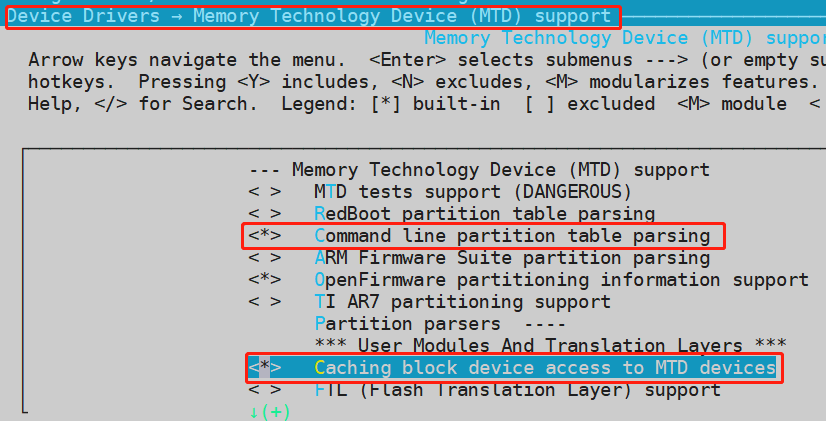 Device Drivers → Memory Technology Device (MTD) support
Memory Technology Device (MTD) suppor
Arrow keys navigate the menu. <Enter> selects submenus ---> (or empty su
hotkeys. Pressing <Y> includes, <N> excludes, <M> modularizes features.
Help, </> for Search. Legend: [*] built-in [ ] excluded <M> module <
--- Memory Technology Device (MTD) support
< > MTD tests support (DANGEROUS)
< > RedBoot partition table parsing
<*> Command line partition table parsing
< > ARM Firmware Suite partition parsing
<*> OpenFirmware partitioning information support
< > TI AR7 partitioning support
Partition parsers ----
*** User Modules And Translation Layers ***
<*> Caching block device access to MTD devices
< > FTL (Flash Translation Layer) support
↓(+)